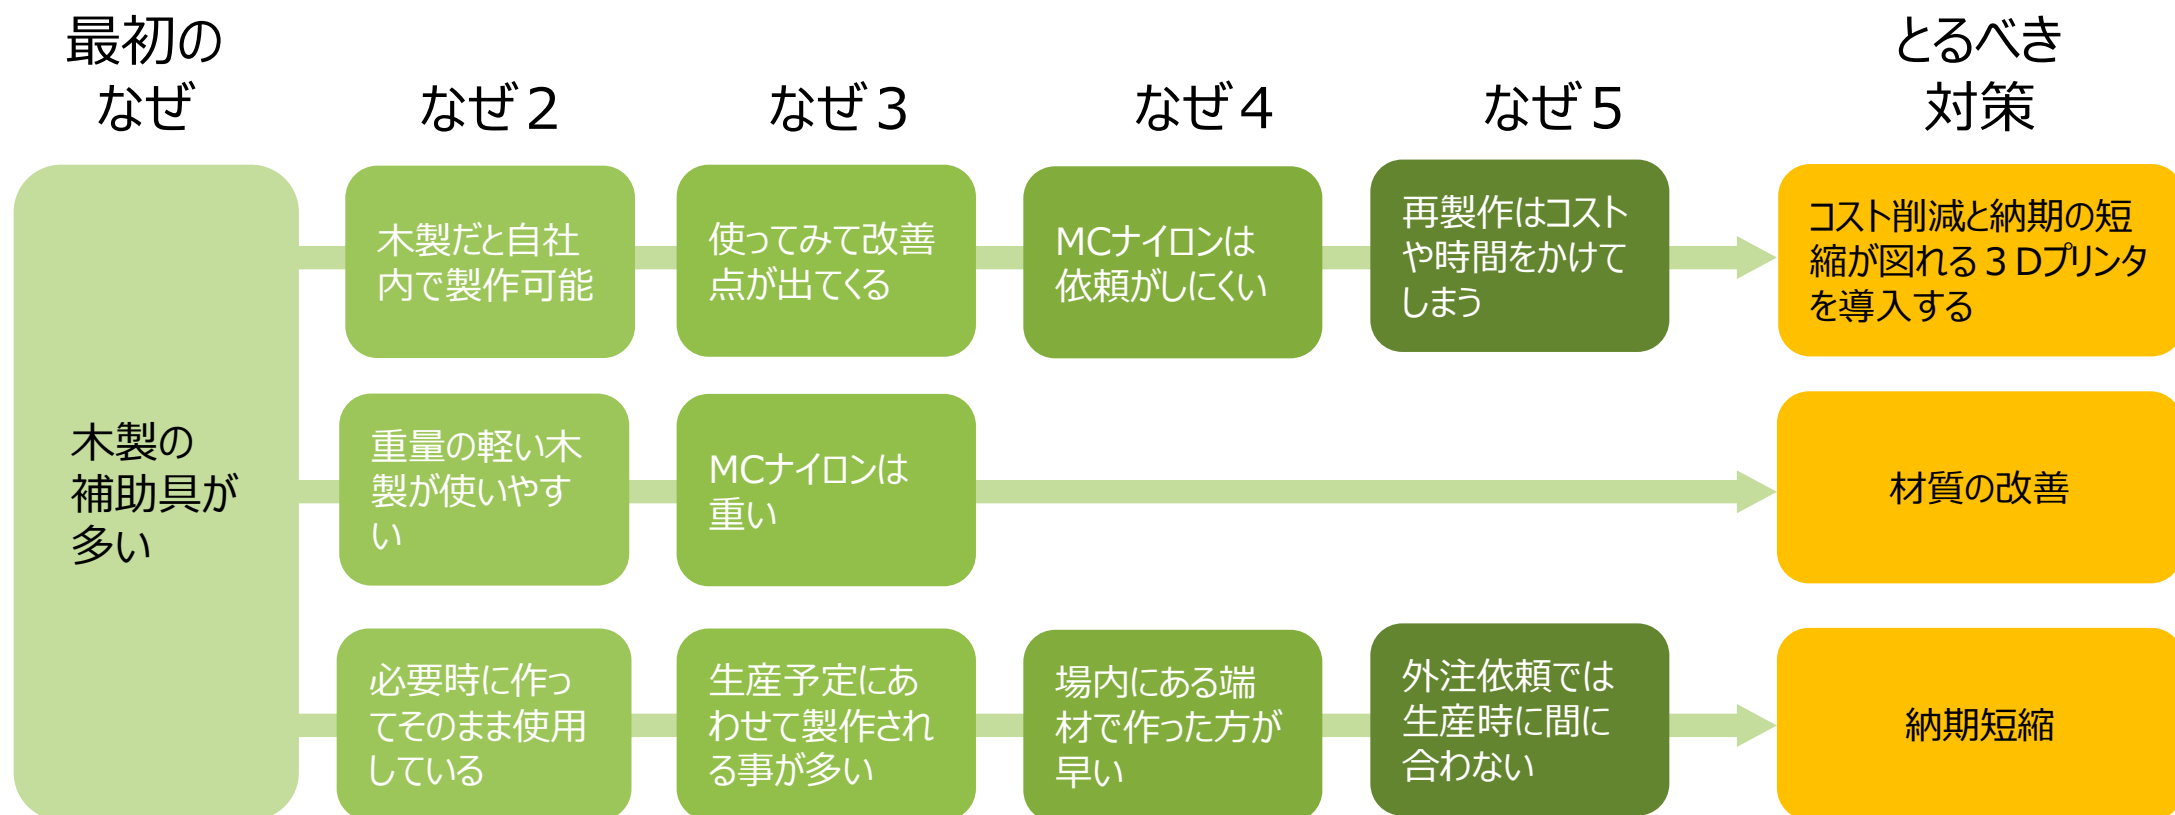 最初の
なぜ
なぜ２
なぜ３
なぜ４
なぜ５
とるべき
対策
木製の
補助具が
多い
木製だと自社
内で製作可能
使ってみて改善
点が出てくる
MCナイロンは
依頼がしにくい
再製作はコスト
や時間をかけて
しまう
コスト削減と納期の短
縮が図れる３Dプリンタ
を導入する
重量の軽い木
製が使いやす
い
MCナイロンは
重い
材質の改善
必要時に作っ
てそのまま使用
している
生産予定にあ
わせて製作され
る事が多い
場内にある端
材で作った方が
早い
外注依頼では
生産時に間に
合わない
納期短縮